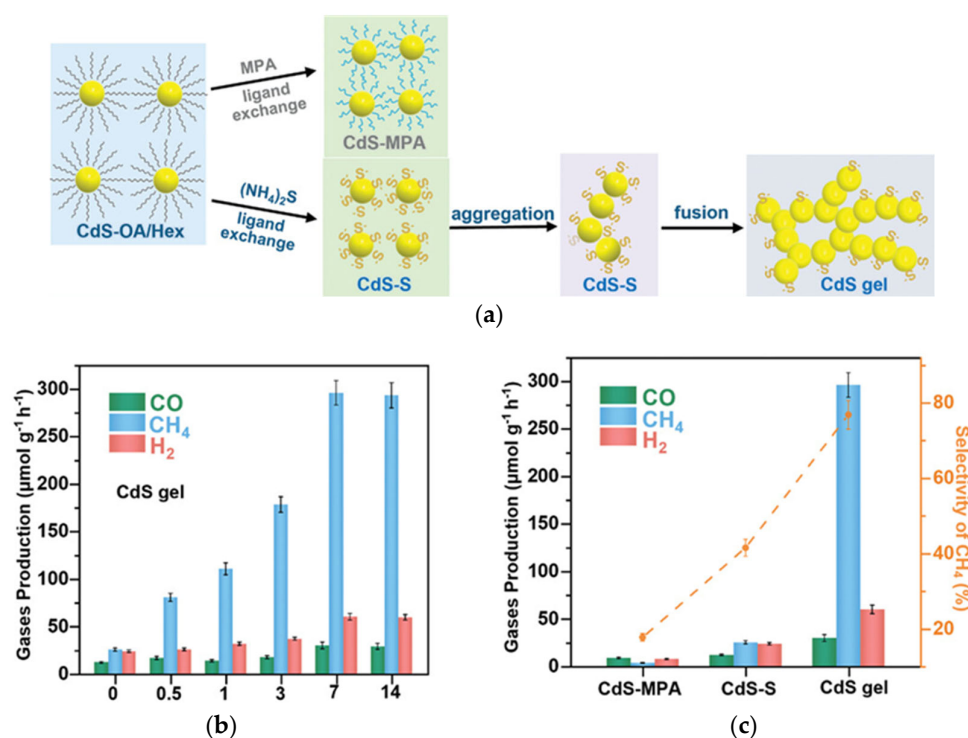 MPA
ligand
exchange
CdS-MPA
(NH₄)₂S
ligand
exchange
CdS-OA/Hex
S²⁻
CdS-S
aggregation
CdS-S
fusion
CdS gel
(a)
Gases Production (µmol g⁻¹ h⁻¹)
300
250
200
150
100
50
0
CO
CH₄
H₂
CdS gel
0 0.5 1 3 7 14
(b)
Gases Production (µmol g⁻¹ h⁻¹)
300
250
200
150
100
50
0
CO
CH₄
H₂
CdS-MPA CdS-S CdS gel
80
60
40
20
Selectivity of CH₄ (%)
(c)